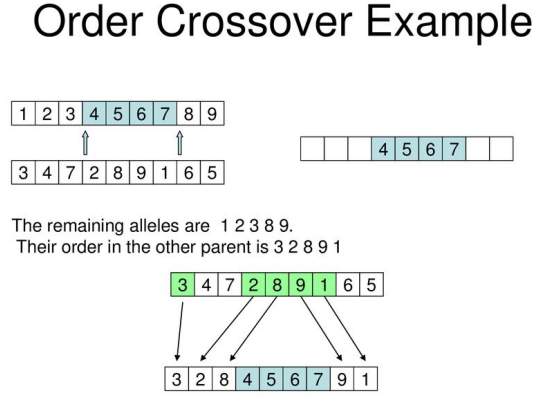 Order Crossover Example
1 2 3 4 5 6 7 8 9
4 5 6 7
3 4 7 2 8 9 1 6 5
The remaining alleles are 1 2 3 8 9.
Their order in the other parent is 3 2 8 9 1
3 4 7 2 8 9 1 6 5
3 2 8 4 5 6 7 9 1